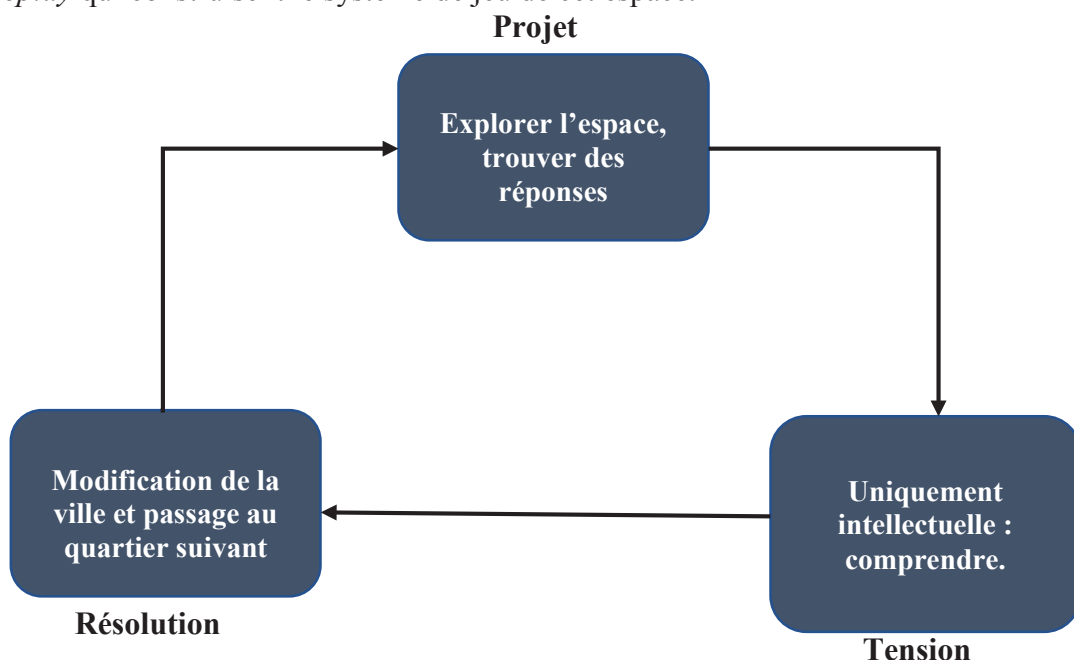 Projet
Explorer l’espace,
trouver des
réponses
Modification de la
ville et passage au
quartier suivant
Uniquement
intellectuelle :
comprendre.
Résolution
Tension